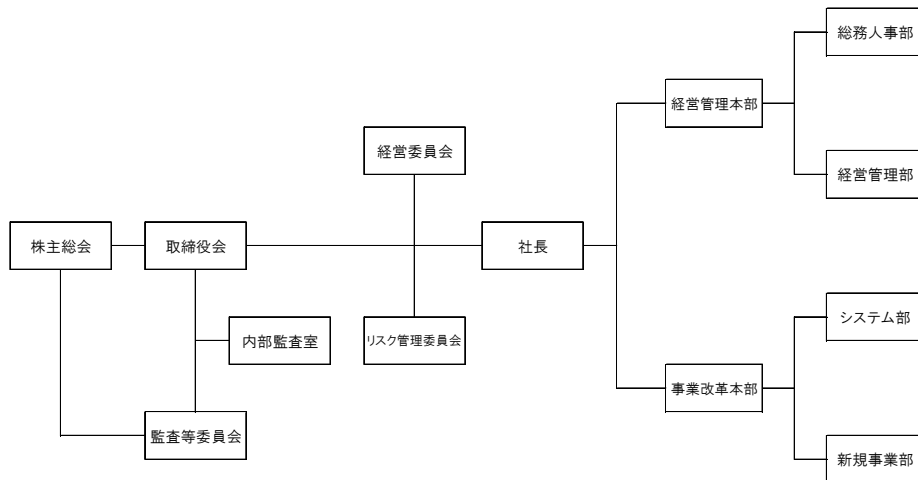 総務人事部
経営管理本部
経営委員会
経営管理部
株主総会
取締役会
社長
内部監査室
リスク管理委員会
システム部
事業改革本部
監査等委員会
新規事業部